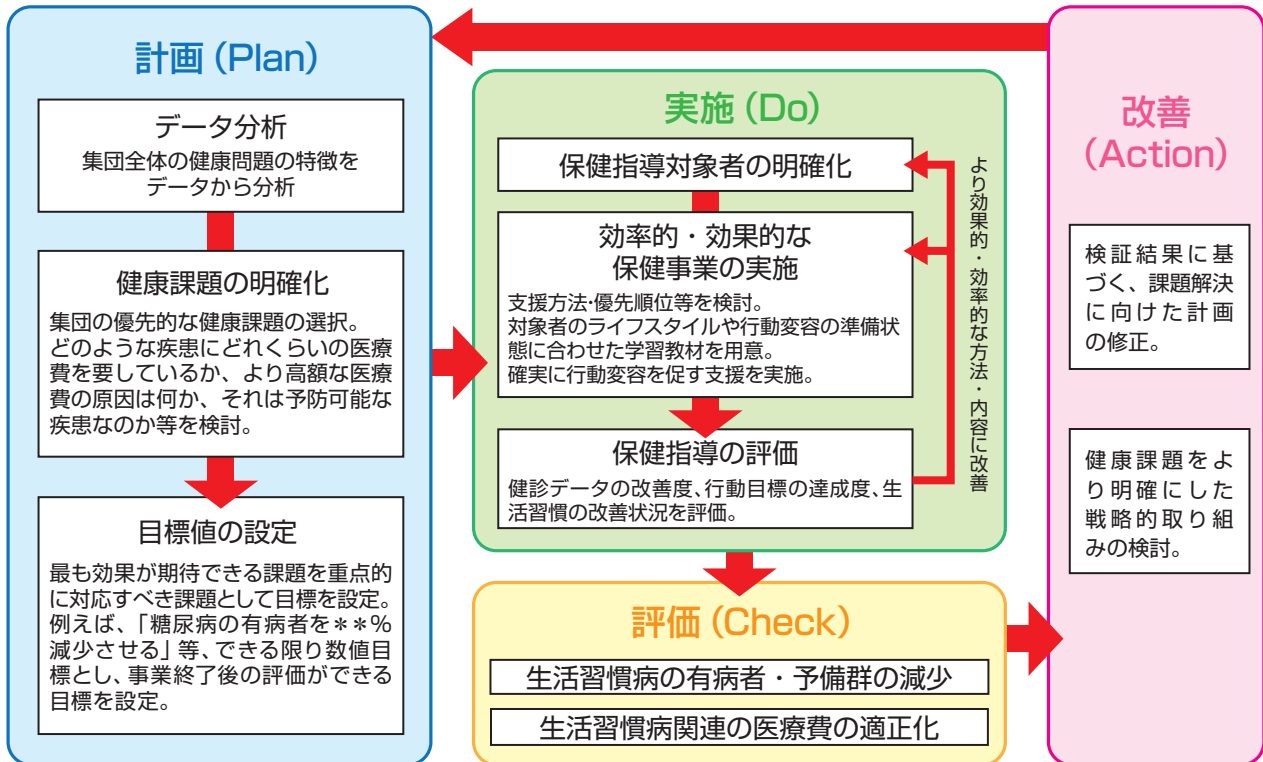 計画（Plan）
データ分析
集団全体の健康問題の特徴を
データから分析
健康課題の明確化
集団の優先的な健康課題の選択。
どのような疾患にどれくらいの医療
費を要しているか、より高額な医療
費の原因は何か、それは予防可能な
疾患なのか等を検討。
目標値の設定
最も効果が期待できる課題を重点的
に対応すべき課題として目標を設定。
例えば、「糖尿病の有病者を＊＊％
減少させる」等、できる限り数値目
標とし、事業終了後の評価ができる
目標を設定。
実施（Do）
保健指導対象者の明確化
効率的・効果的な
保健事業の実施
支援方法・優先順位等を検討。
対象者のライフスタイルや行動変容の準備状
態に合わせた学習教材を用意。
確実に行動変容を促す支援を実施。
保健指導の評価
健診データの改善度、行動目標の達成度、生
活習慣の改善状況を評価。
より効果的・効率的な方法・内容に改善
評価（Check）
生活習慣病の有病者・予備群の減少
生活習慣病関連の医療費の適正化
改善
（Action）
検証結果に基
づく、課題解決
に向けた計画
の修正。
健康課題をよ
り明確にした
戦略的取り組
みの検討。